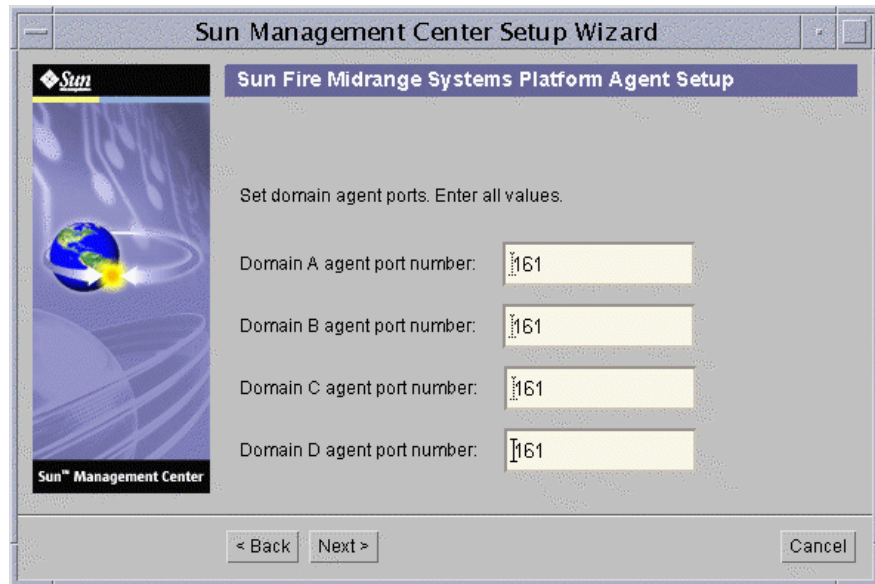 Sun Management Center Setup Wizard
Sun
Sun Fire Midrange Systems Platform Agent Setup
Set domain agent ports. Enter all values.
Domain A agent port number: 161
Domain B agent port number: 161
Domain C agent port number: 161
Domain D agent port number: 161
Sun™ Management Center
< Back Next > Cancel